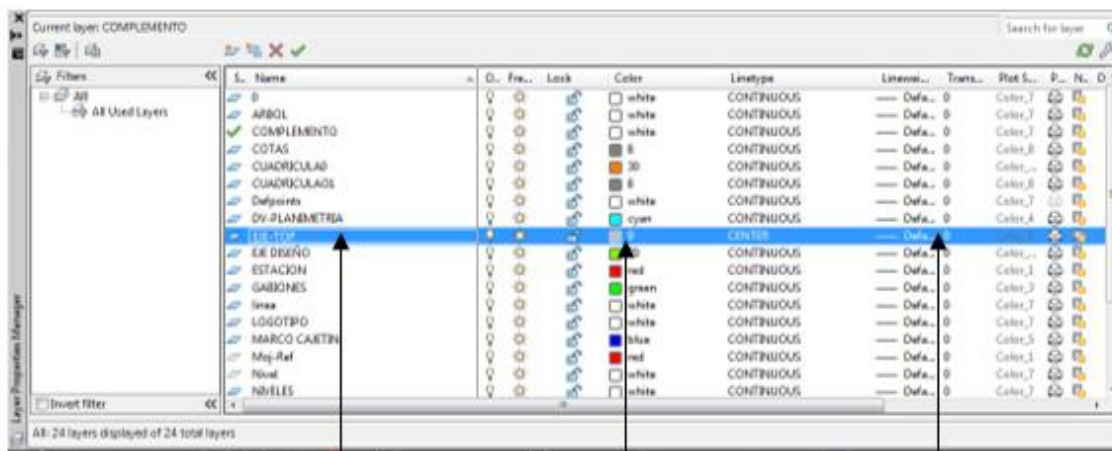 Current layer: COMPLEMENTO
Search for layer
Filters
S.. Name O.. Fre... Lock Color Linetype Linewei... Trans... Plot S... P... N.. D
All
All Used Layers
0 white CONTINUOUS Defa... 0 Color_7
ARBOL white CONTINUOUS Defa... 0 Color_7
COMPLEMENTO white CONTINUOUS Defa... 0 Color_7
COTAS 8 CONTINUOUS Defa... 0 Color_8
CUADRICULA0 30 CONTINUOUS Defa... 0 Color_...
8 CONTINUOUS Defa... 0 Color_8
Defpoints white CONTINUOUS Defa... 0 Color_7
DV-PLANIMETRIA cyan CONTINUOUS Defa... 0 Color_4
EJE-TOP 9 CENTER Defa... 0
EJE DISEÑO CONTINUOUS Defa... 0 Color_...
ESTACION red CONTINUOUS Defa... 0 Color_1
GABIONES green CONTINUOUS Defa... 0 Color_3
linea white CONTINUOUS Defa... 0 Color_7
LOGOTIPO white CONTINUOUS Defa... 0 Color_7
MARCO CAJETIN blue CONTINUOUS Defa... 0 Color_5
Moj-Ref red CONTINUOUS Defa... 0 Color_1
Nivel white CONTINUOUS Defa... 0 Color_7
NIVELES white CONTINUOUS Defa... 0 Color_7
Invert filter
All: 24 layers displayed of 24 total layers
Layer Properties Manager